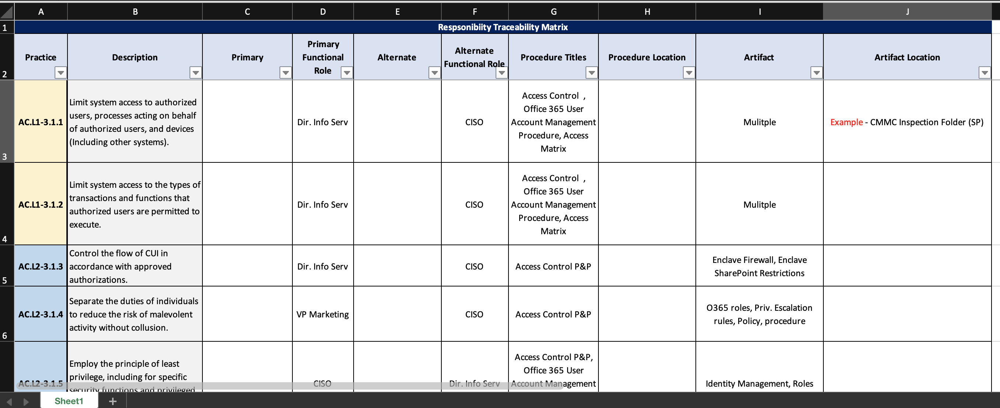 A B C D E F G H I J
1 Respsonibiity Traceability Matrix
2
Practice
Description
Primary
Primary
Functional
Role
Alternate
Alternate
Functional Role
Procedure Titles
Procedure Location
Artifact
Artifact Location
3
AC.L1-3.1.1
Limit system access to authorized
users, processes acting on behalf
of authorized users, and devices
(Including other systems).
Dir. Info Serv
CISO
Access Control ,
Office 365 User
Account Management
Procedure, Access
Matrix
Mulitple
Example - CMMC Inspection Folder (SP)
4
AC.L1-3.1.2
Limit system access to the types of
transactions and functions that
authorized users are permitted to
execute.
Dir. Info Serv
CISO
Access Control ,
Office 365 User
Account Management
Procedure, Access
Matrix
Mulitple
5
AC.L2-3.1.3
Control the flow of CUI in
accordance with approved
authorizations.
Dir. Info Serv
CISO
Access Control P&P
Enclave Firewall, Enclave
SharePoint Restrictions
6
AC.L2-3.1.4
Separate the duties of individuals
to reduce the risk of malevolent
activity without collusion.
VP Marketing
CISO
Access Control P&P
O365 roles, Priv. Escalation
rules, Policy, procedure
AC.L2-3.1.5
Employ the principle of least
privilege, including for specific
security functions and privileged
CISO
Dir. Info Serv
Access Control P&P,
Office 365 User
Account Management
Identity Management, Roles
Sheet1